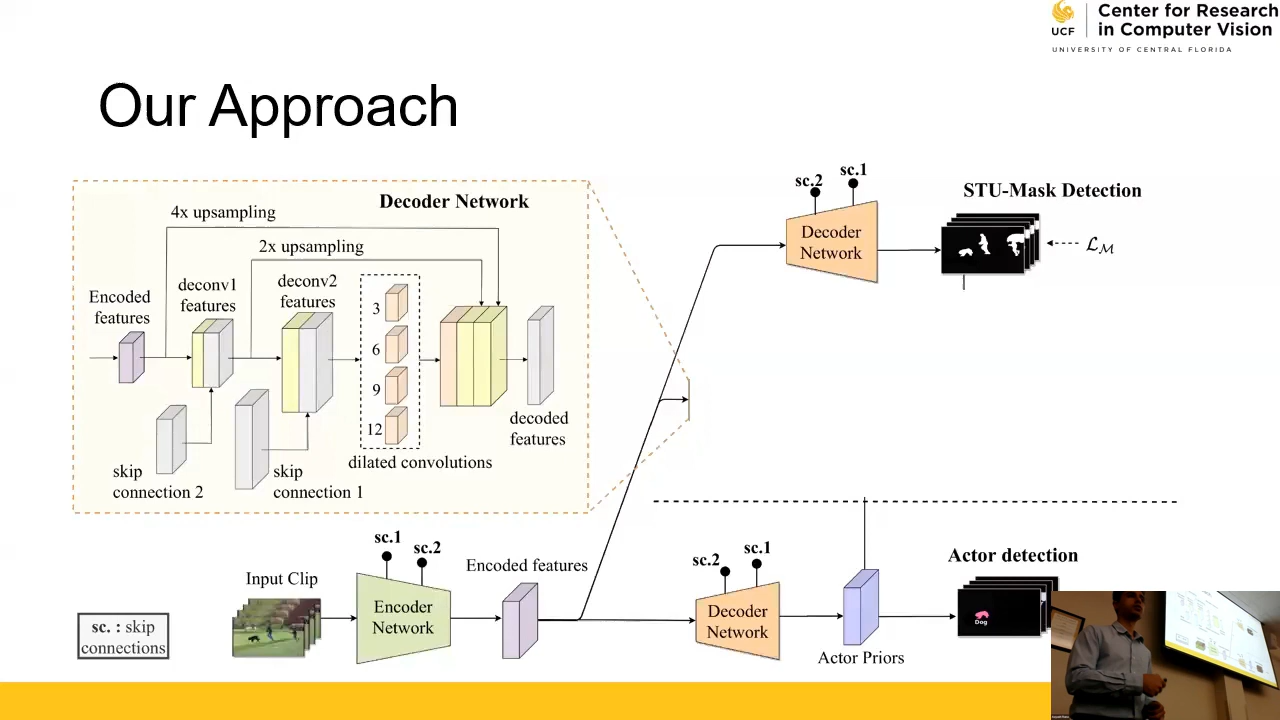 UCF
Center for Research
in Computer Vision
UNIVERSITY OF CENTRAL FLORIDA
Our Approach
Decoder Network
4x upsampling
2x upsampling
Encoded
features
deconv1
features
deconv2
features
3
6
9
12
skip
connection 2
skip
connection 1
dilated convolutions
decoded
features
sc.2
sc.1
Decoder
Network
STU-Mask Detection
ℒℳ
sc. : skip
connections
Input Clip
sc.1
sc.2
Encoder
Network
Encoded features
sc.2
sc.1
Decoder
Network
Actor Priors
Actor detection
Dog